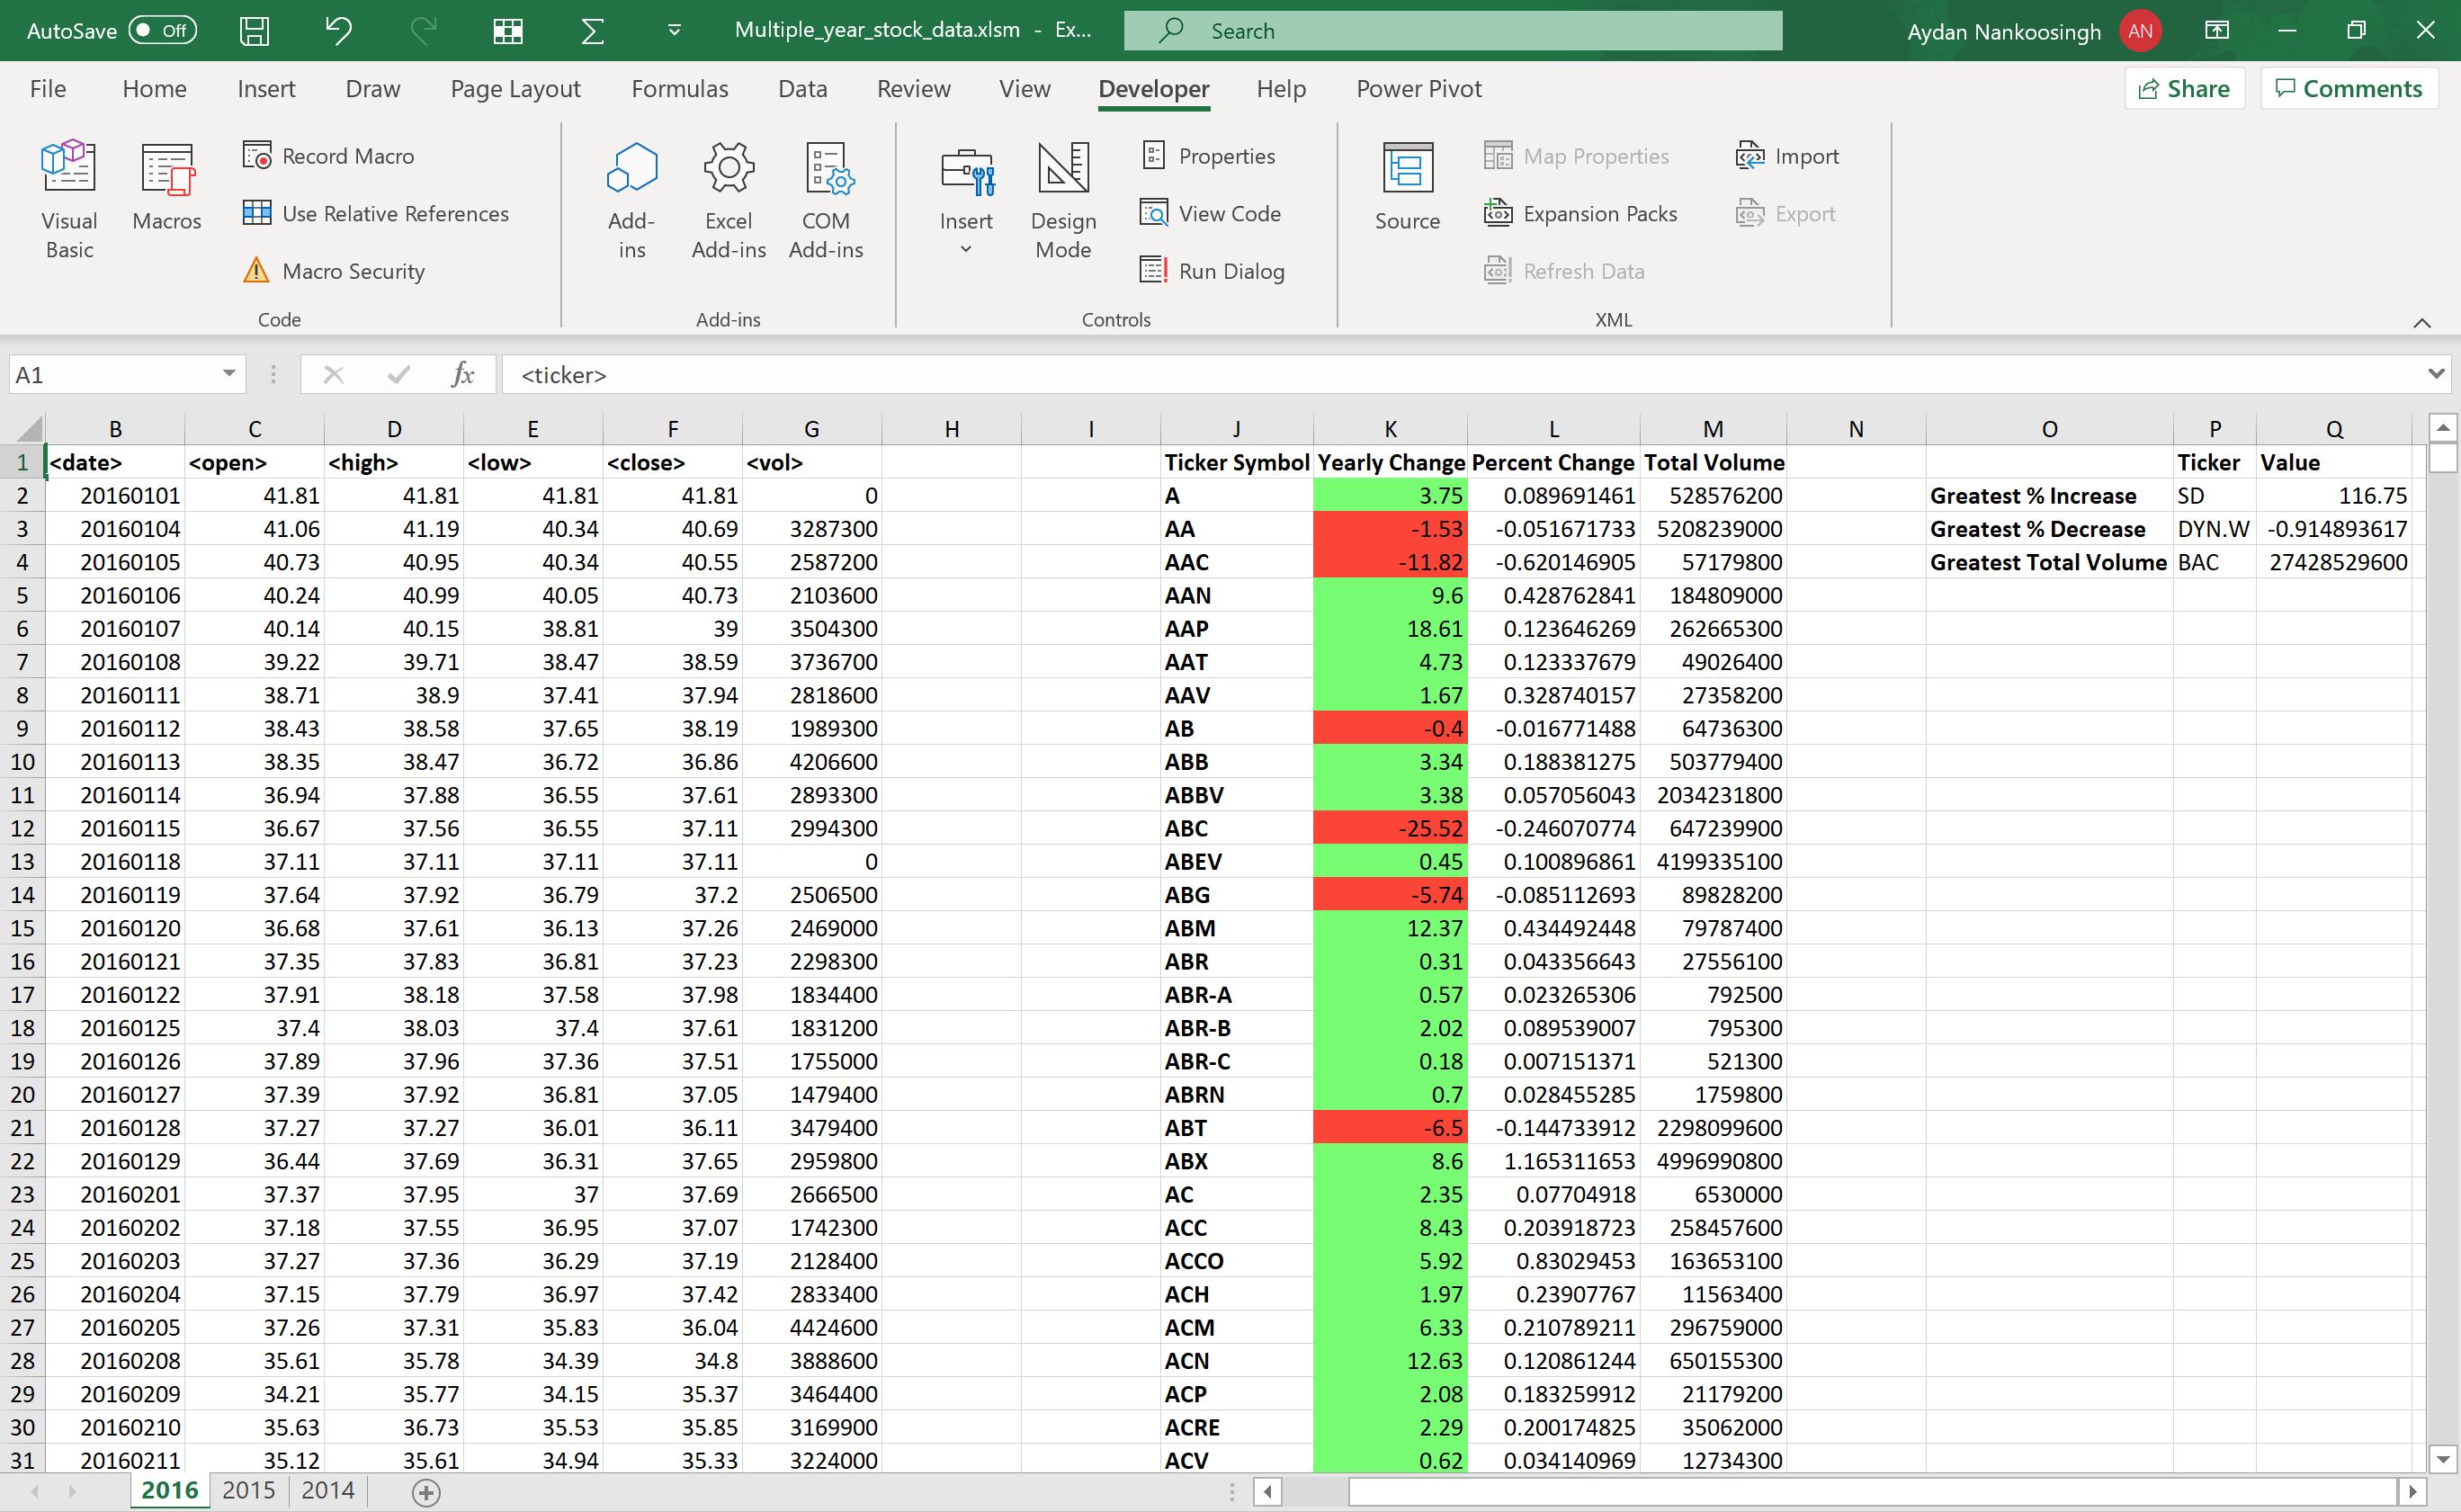 AutoSave Off Multiple_year_stock_data.xlsm - Ex... Search Aydan Nankoosingh AN
File Home Insert Draw Page Layout Formulas Data Review View Developer Help Power Pivot Share Comments
Visual Basic
Macros
Record Macro
Use Relative References
Macro Security
Code
Add-ins
Excel Add-ins
COM Add-ins
Add-ins
Insert
Design Mode
Properties
View Code
Run Dialog
Controls
Source
Map Properties
Expansion Packs
Refresh Data
Import
Export
XML
A1 fx <ticker>
B C D E F G H I J K L M N O P Q
1 <date> <open> <high> <low> <close> <vol> Ticker Symbol Yearly Change Percent Change Total Volume Ticker Value
2 20160101 41.81 41.81 41.81 41.81 0 A 3.75 0.089691461 528576200 Greatest % Increase SD 116.75
3 20160104 41.06 41.19 40.34 40.69 3287300 AA -1.53 -0.051671733 5208239000 Greatest % Decrease DYN.W -0.914893617
4 20160105 40.73 40.95 40.34 40.55 2587200 AAC -11.82 -0.620146905 57179800 Greatest Total Volume BAC 27428529600
5 20160106 40.24 40.99 40.05 40.73 2103600 AAN 9.6 0.428762841 184809000
6 20160107 40.14 40.15 38.81 39 3504300 AAP 18.61 0.123646269 262665300
7 20160108 39.22 39.71 38.47 38.59 3736700 AAT 4.73 0.123337679 49026400
8 20160111 38.71 38.9 37.41 37.94 2818600 AAV 1.67 0.328740157 27358200
9 20160112 38.43 38.58 37.65 38.19 1989300 AB -0.4 -0.016771488 64736300
10 20160113 38.35 38.47 36.72 36.86 4206600 ABB 3.34 0.188381275 503779400
11 20160114 36.94 37.88 36.55 37.61 2893300 ABBV 3.38 0.057056043 2034231800
12 20160115 36.67 37.56 36.55 37.11 2994300 ABC -25.52 -0.246070774 647239900
13 20160118 37.11 37.11 37.11 37.11 0 ABEV 0.45 0.100896861 4199335100
14 20160119 37.64 37.92 36.79 37.2 2506500 ABG -5.74 -0.085112693 89828200
15 20160120 36.68 37.61 36.13 37.26 2469000 ABM 12.37 0.434492448 79787400
16 20160121 37.35 37.83 36.81 37.23 2298300 ABR 0.31 0.043356643 27556100
17 20160122 37.91 38.18 37.58 37.98 1834400 ABR-A 0.57 0.023265306 792500
18 20160125 37.4 38.03 37.4 37.61 1831200 ABR-B 2.02 0.089539007 795300
19 20160126 37.89 37.96 37.36 37.51 1755000 ABR-C 0.18 0.007151371 521300
20 20160127 37.39 37.92 36.81 37.05 1479400 ABRN 0.7 0.028455285 1759800
21 20160128 37.27 37.27 36.01 36.11 3479400 ABT -6.5 -0.144733912 2298099600
22 20160129 36.44 37.69 36.31 37.65 2959800 ABX 8.6 1.165311653 4996990800
23 20160201 37.37 37.95 37 37.69 2666500 AC 2.35 0.07704918 6530000
24 20160202 37.18 37.55 36.95 37.07 1742300 ACC 8.43 0.203918723 258457600
25 20160203 37.27 37.36 36.29 37.19 2128400 ACCO 5.92 0.83029453 163653100
26 20160204 37.15 37.79 36.97 37.42 2833400 ACH 1.97 0.23907767 11563400
27 20160205 37.26 37.31 35.83 36.04 4424600 ACM 6.33 0.210789211 296759000
28 20160208 35.61 35.78 34.39 34.8 3888600 ACN 12.63 0.120861244 650155300
29 20160209 34.21 35.77 34.15 35.37 3464400 ACP 2.08 0.183259912 21179200
30 20160210 35.63 36.73 35.53 35.85 3169900 ACRE 2.29 0.200174825 35062000
31 20160211 35.12 35.61 34.94 35.33 3224000 ACV 0.62 0.034140969 12734300
2016 2015 2014